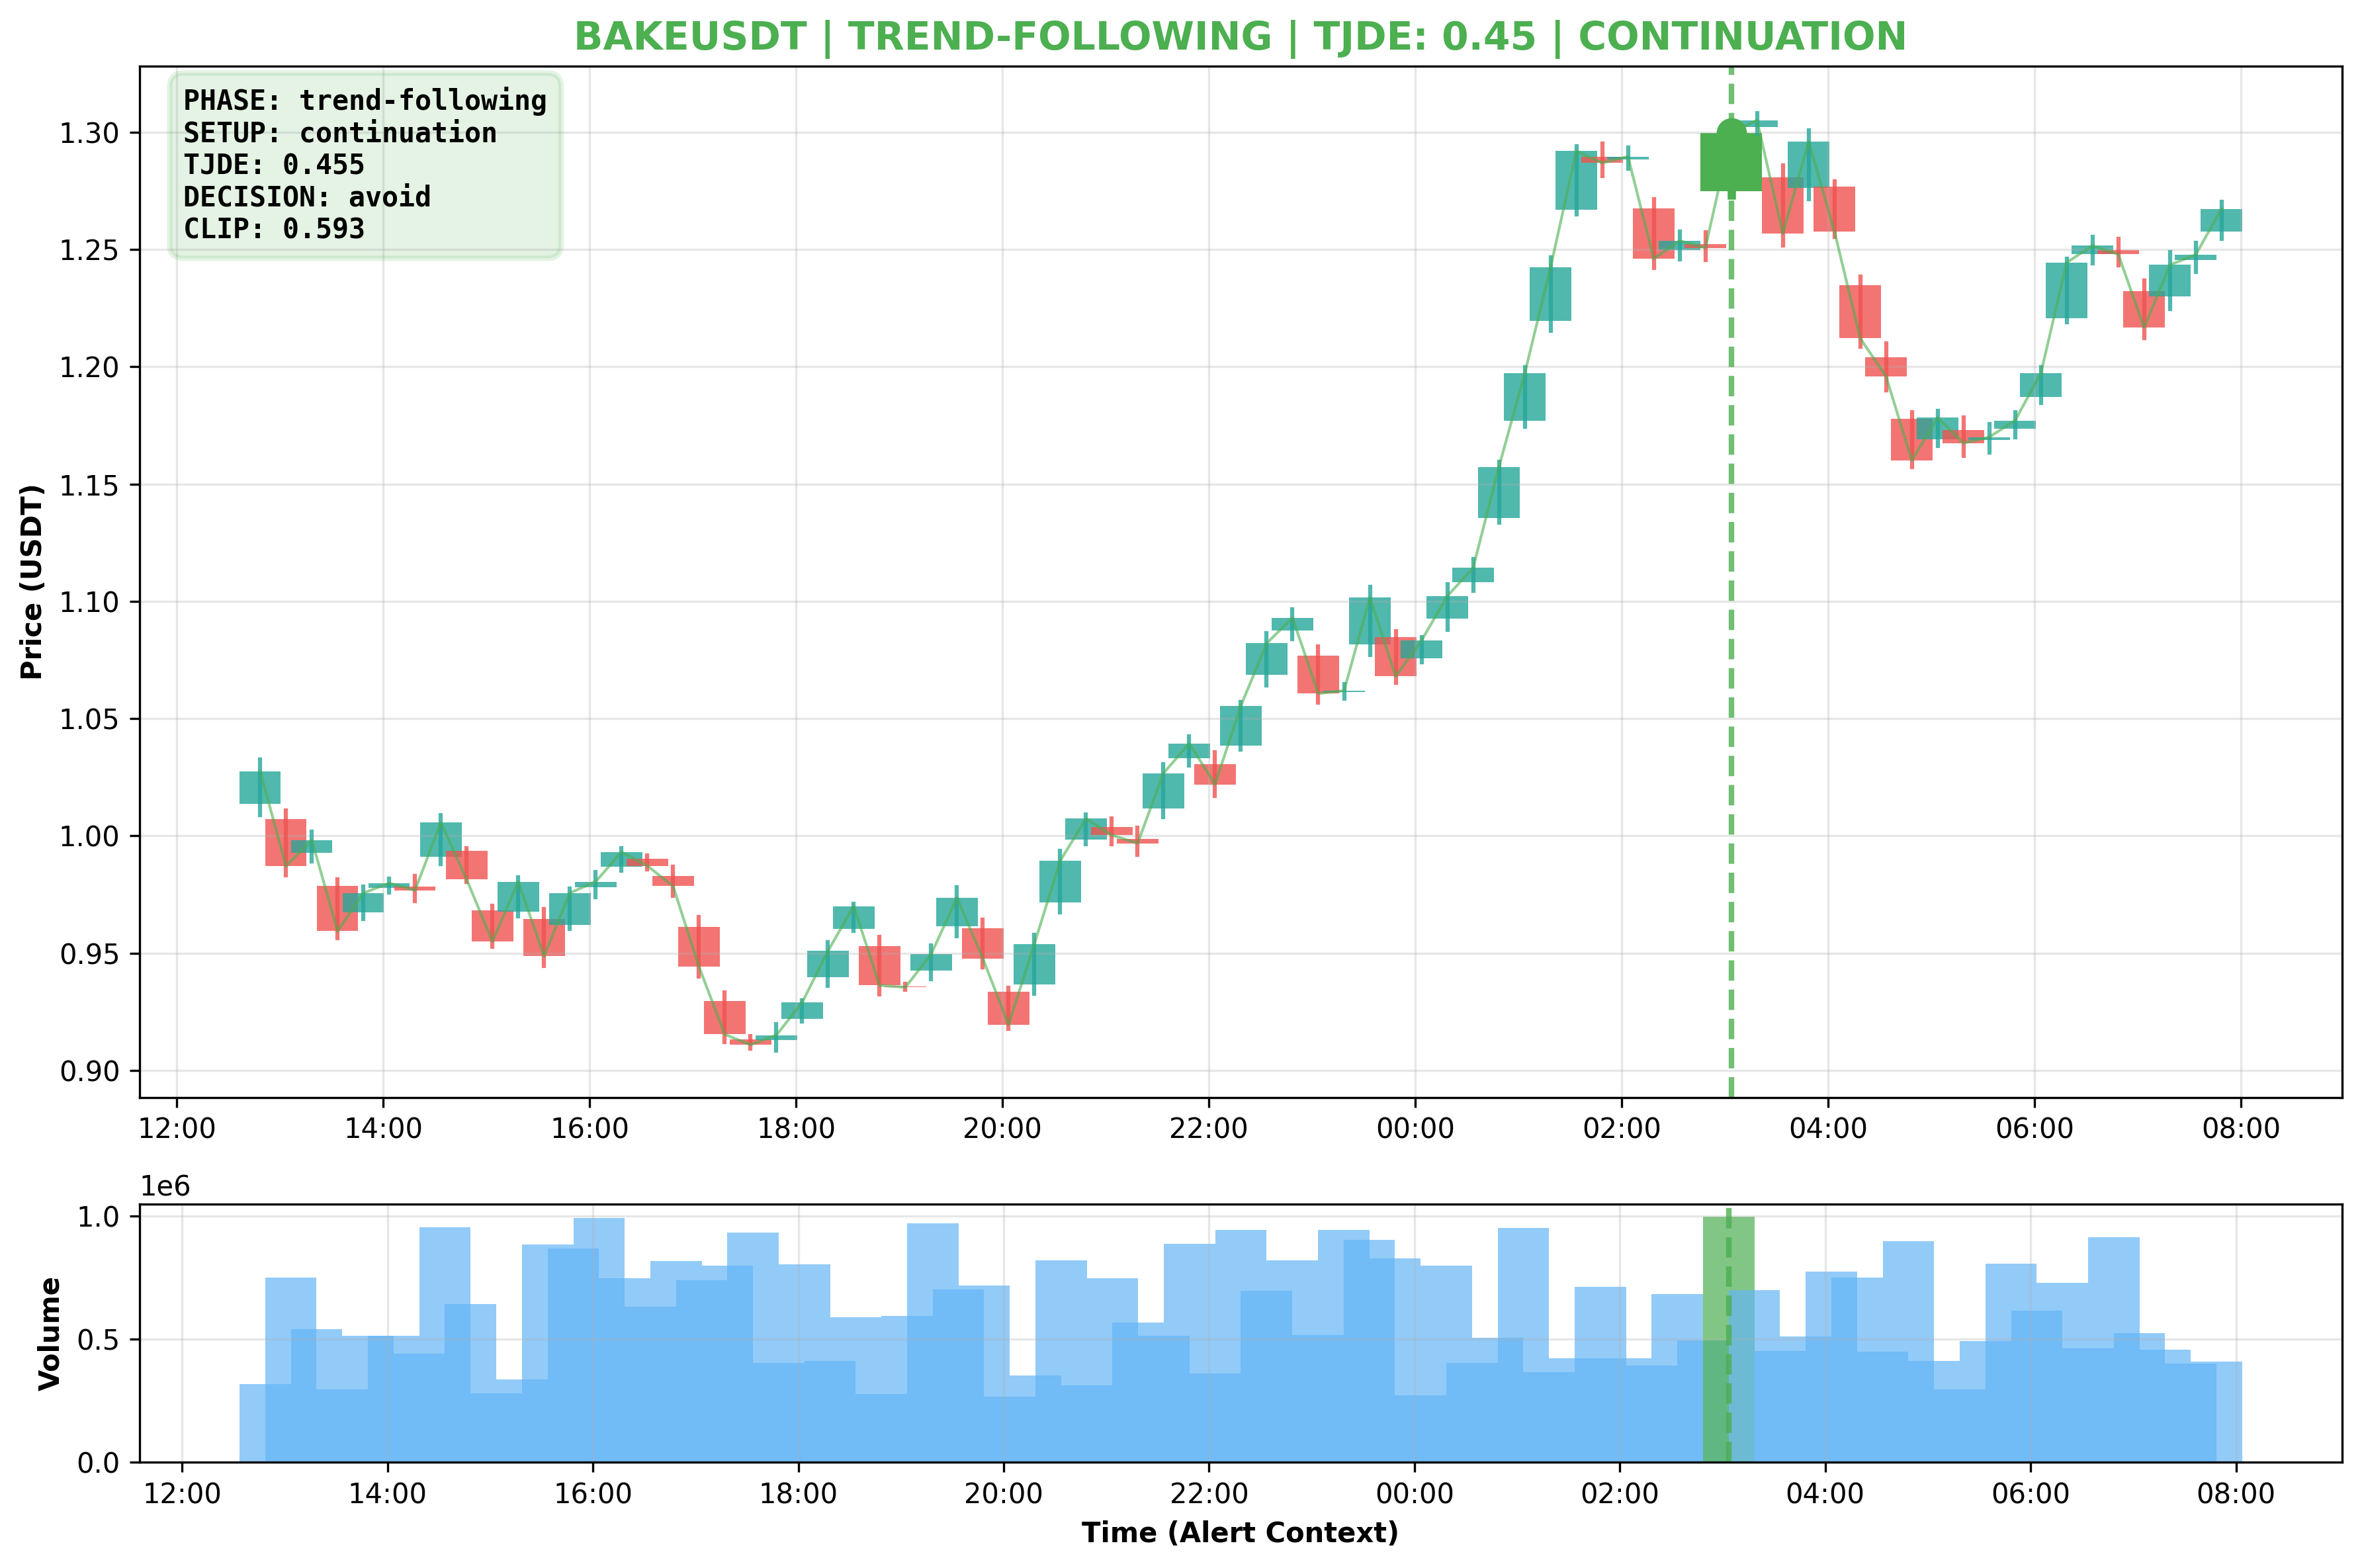 BAKEUSDT | TREND-FOLLOWING | TJDE: 0.45 | CONTINUATION
PHASE: trend-following
SETUP: continuation
TJDE: 0.455
DECISION: avoid
CLIP: 0.593
Price (USDT)
1.30
1.25
1.20
1.15
1.10
1.05
1.00
0.95
0.90
12:00 14:00 16:00 18:00 20:00 22:00 00:00 02:00 04:00 06:00 08:00
1e6
Volume
1.0
0.5
0.0
12:00 14:00 16:00 18:00 20:00 22:00 00:00 02:00 04:00 06:00 08:00
Time (Alert Context)